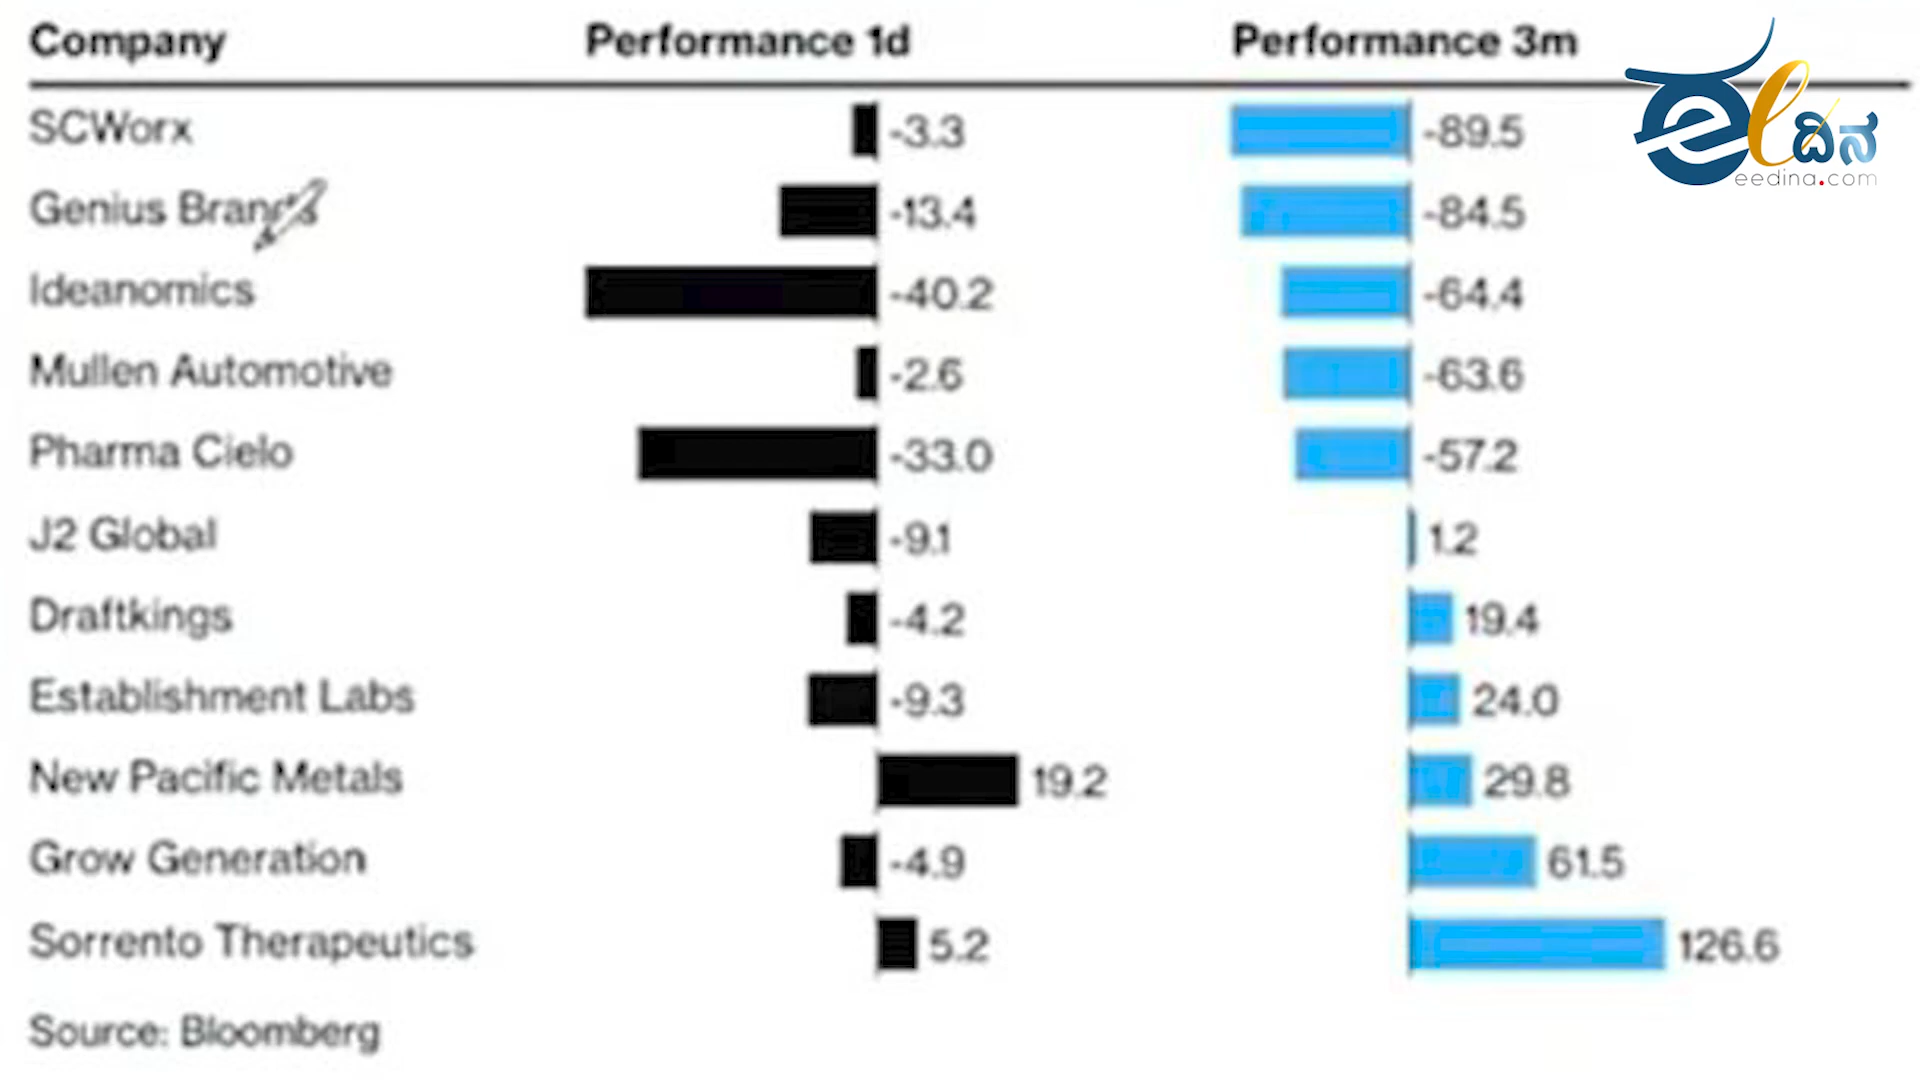 Company Performance 1d Performance 3m
SCWorx -3.3 -89.5
Genius Brands -13.4 -84.5
Ideanomics -40.2 -64.4
Mullen Automotive -2.6 -63.6
Pharma Cielo -33.0 -57.2
J2 Global -9.1 1.2
Draftkings -4.2 19.4
Establishment Labs -9.3 24.0
New Pacific Metals 19.2 29.8
Grow Generation -4.9 61.5
Sorrento Therapeutics 5.2 126.6
Source: Bloomberg
ಈ ದಿನ
eedina.com